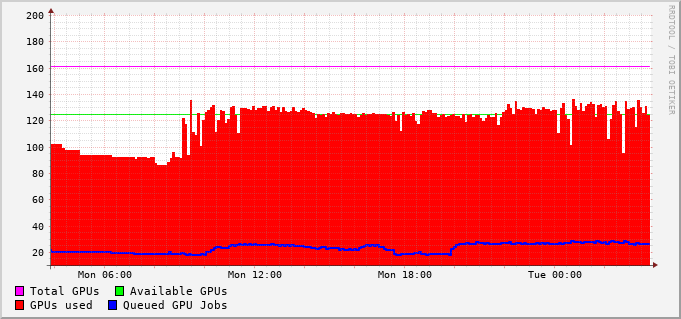 200
180
160
140
120
100
80
60
40
20
Mon 06:00 Mon 12:00 Mon 18:00 Tue 00:00
Total GPUs Available GPUs
GPUs used Queued GPU Jobs
RRDTOOL / TOBI OETIKER